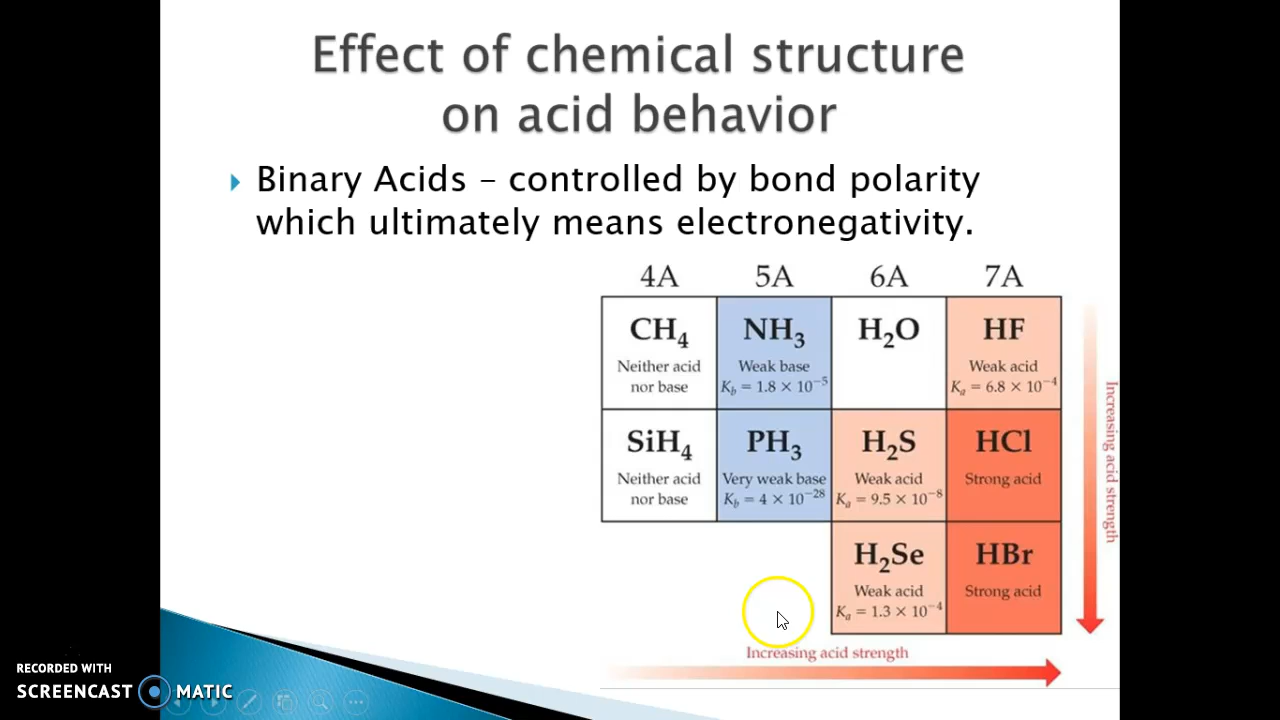 Effect of chemical structure
on acid behavior
Binary Acids – controlled by bond polarity
which ultimately means electronegativity.
4A 5A 6A 7A
CH₄ NH₃ H₂O HF
Neither acid Weak base Weak acid
nor base K_b = 1.8 × 10⁻⁵ K_a = 6.8 × 10⁻⁴
SiH₄ PH₃ H₂S HCl
Neither acid Very weak base Weak acid Strong acid
nor base K_b = 4 × 10⁻²⁸ K_a = 9.5 × 10⁻⁸
H₂Se HBr
Weak acid Strong acid
K_a = 1.3 × 10⁻⁴
Increasing acid strength
Increasing acid strength
RECORDED WITH
SCREENCAST MATIC